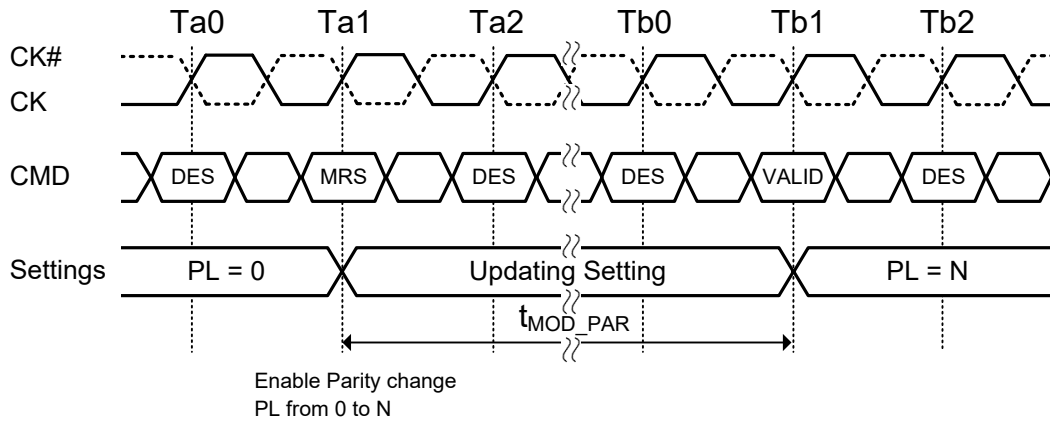 Ta0 Ta1 Ta2 Tb0 Tb1 Tb2
CK#
CK
CMD DES MRS DES DES VALID DES
Settings PL = 0 Updating Setting PL = N
tMOD_PAR
Enable Parity change
PL from 0 to N